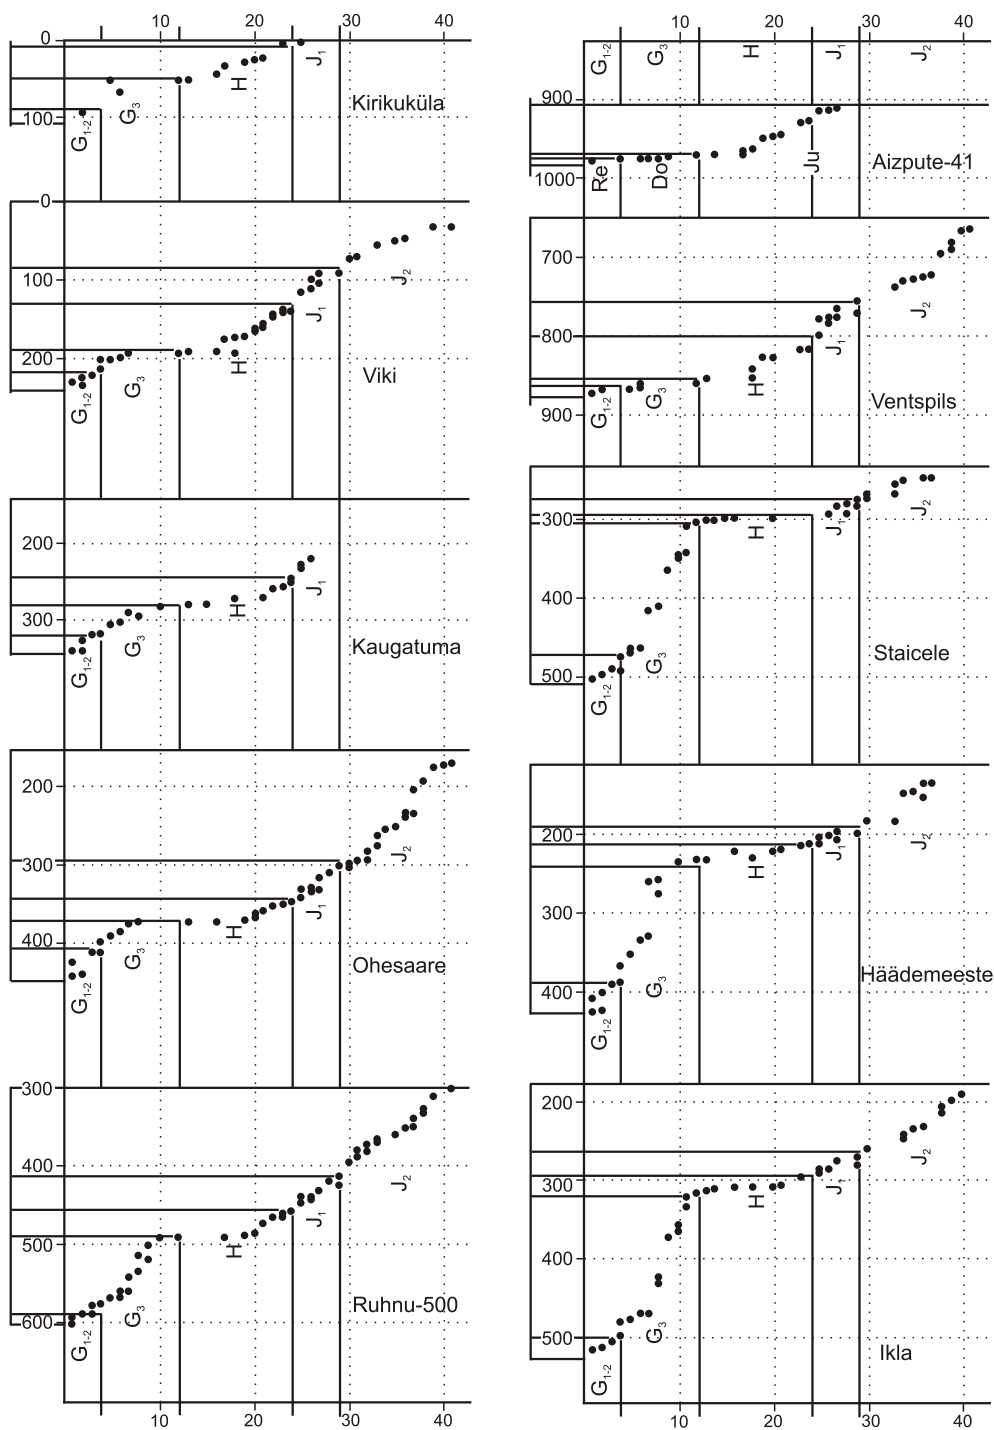 10 20 30 40
0
100
G1-2
G3
H
J1
Kirikuküla
0
100
200
G1-2
G3
H
J1
J2
Viki
200
300
G1-2
G3
H
J1
Kaugatuma
200
300
400
G1-2
G3
H
J1
J2
Ohesaare
300
400
500
600
G1-2
G3
H
J1
J2
Ruhnu-500
10 20 30 40
10 20 30 40
G1-2 G3 H J1 J2
900
1000
Re
Do
Ju
Aizpute-41
700
800
900
G1-2
G3
H
J1
J2
Ventspils
300
400
500
G1-2
G3
H
J1
J2
Staicele
200
300
400
G1-2
G3
H
J1
J2
Häädemeeste
200
300
400
500
G1-2
G3
H
J1
J2
Ikla
10 20 30 40